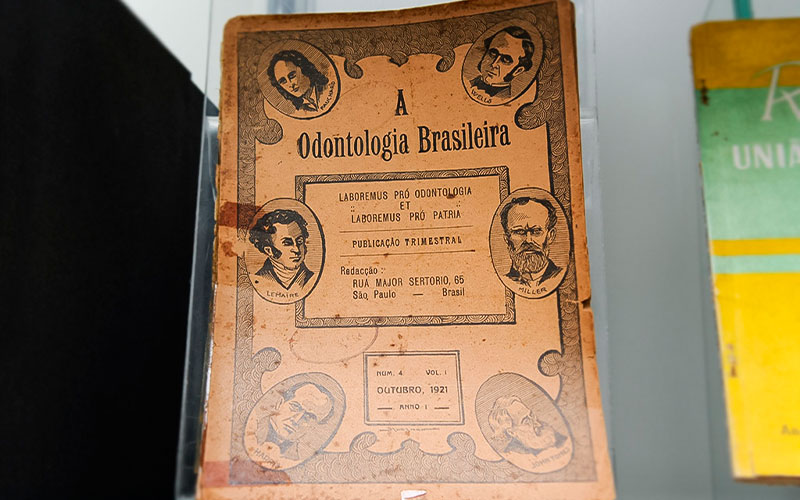 WELLS
A
Odontologia Brasileira
LABOREMUS PRÓ ODONTOLOGIA
ET
LABOREMUS PRÓ PATRIA
PUBLICAÇÃO TRIMESTRAL
Redacção :
RUA MAJOR SERTORIO, 65
São Paulo — Brasil
LEMAIRE
MILLER
NUM. 4 VOL. I
OUTUBRO, 1921
ANNO I
UNIÃ